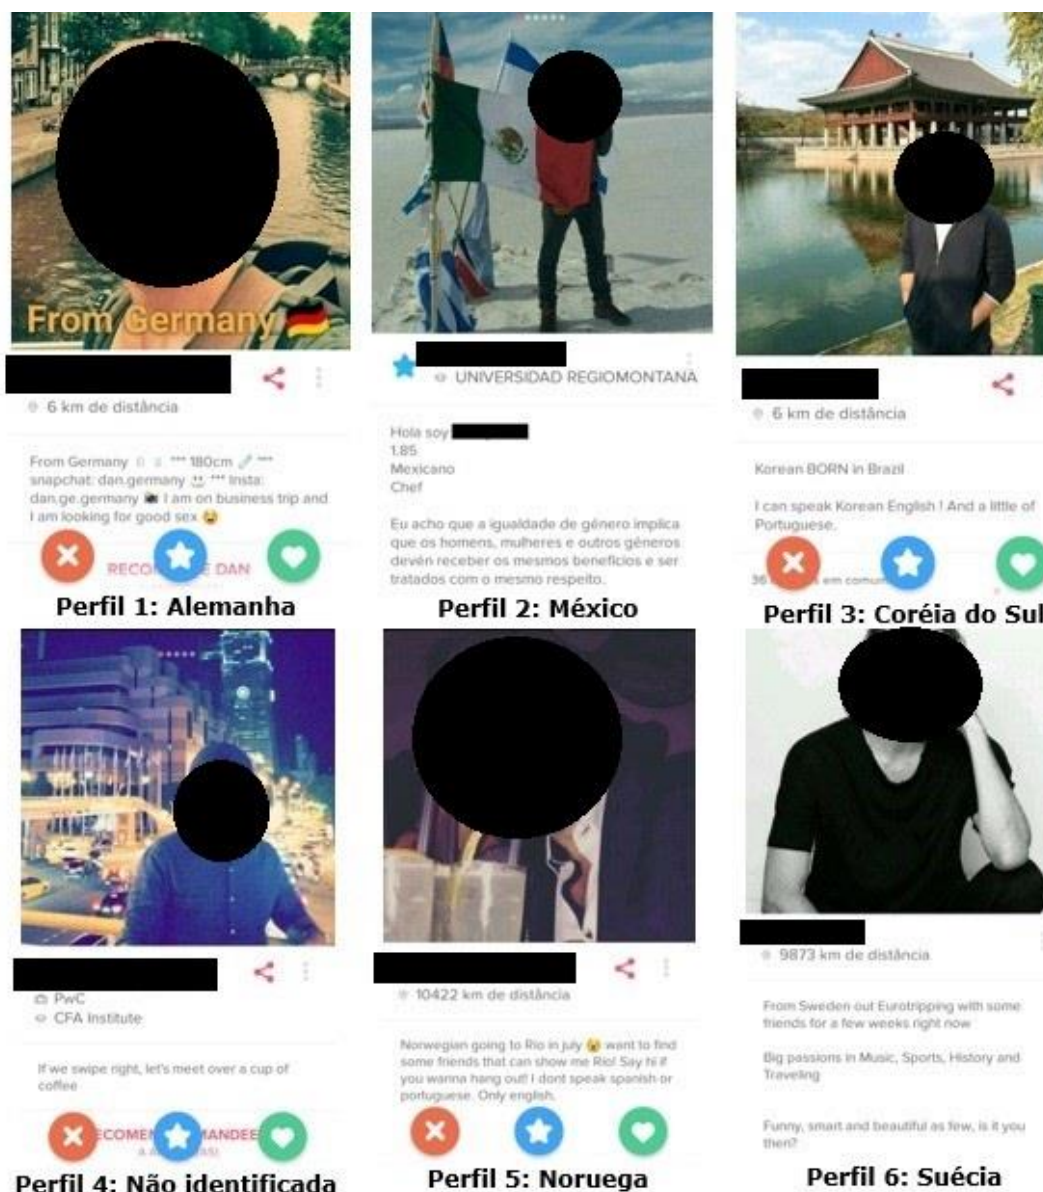 From Germany
6 km de distância
From Germany *** 180cm ***
snapchat: dan.germany *** Insta:
dan.ge.germany I am on business trip and
I am looking for good sex
DAN
Perfil 1: Alemanha
UNIVERSIDAD REGIOMONTANA
Hola soy
1.85
Mexicano
Chef
Eu acho que a igualdade de gênero implica
que os homens, mulheres e outros gêneros
devén receber os mesmos benefícios e ser
tratados com o mesmo respeito.
Perfil 2: México
6 km de distância
Korean BORN in Brazil
I can speak Korean English ! And a little of
Portuguese.
36 em comum
Perfil 3: Coréia do Sul
PwC
CFA Institute
If we swipe right, let's meet over a cup of
coffee
Perfil 4: Não identificada
10422 km de distância
Norwegian going to Rio in july want to find
some friends that can show me Rio! Say hi if
you wanna hang out! I dont speak spanish or
portuguese. Only english.
Perfil 5: Noruega
9873 km de distância
From Sweden out Eurotripping with some
friends for a few weeks right now
Big passions in Music, Sports, History and
Traveling
Funny, smart and beautiful as few, is it you
then?
Perfil 6: Suécia